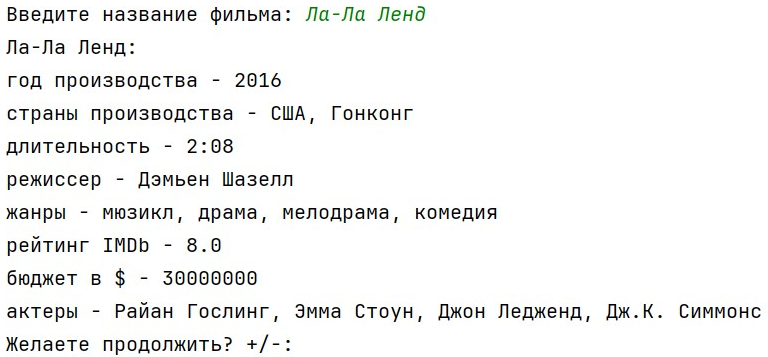 Введите название фильма: Ла-Ла Ленд
Ла-Ла Ленд:
год производства - 2016
страны производства - США, Гонконг
длительность - 2:08
режиссер - Дэмьен Шазелл
жанры - мюзикл, драма, мелодрама, комедия
рейтинг IMDb - 8.0
бюджет в $ - 30000000
актеры - Райан Гослинг, Эмма Стоун, Джон Ледженд, Дж.К. Симмонс
Желаете продолжить? +/-: